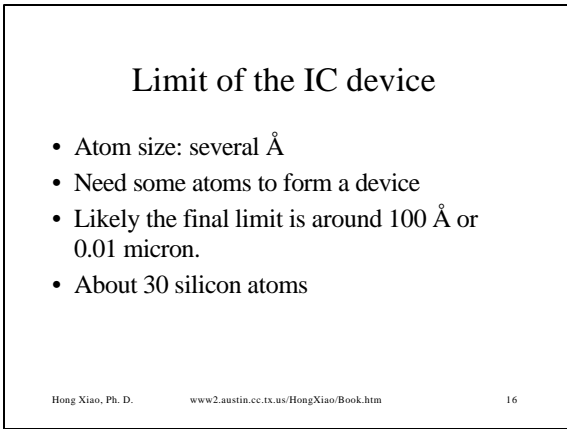 Limit of the IC device
• Atom size: several Å
• Need some atoms to form a device
• Likely the final limit is around 100 Å or
0.01 micron.
• About 30 silicon atoms
Hong Xiao, Ph. D. www2.austin.cc.tx.us/HongXiao/Book.htm 16